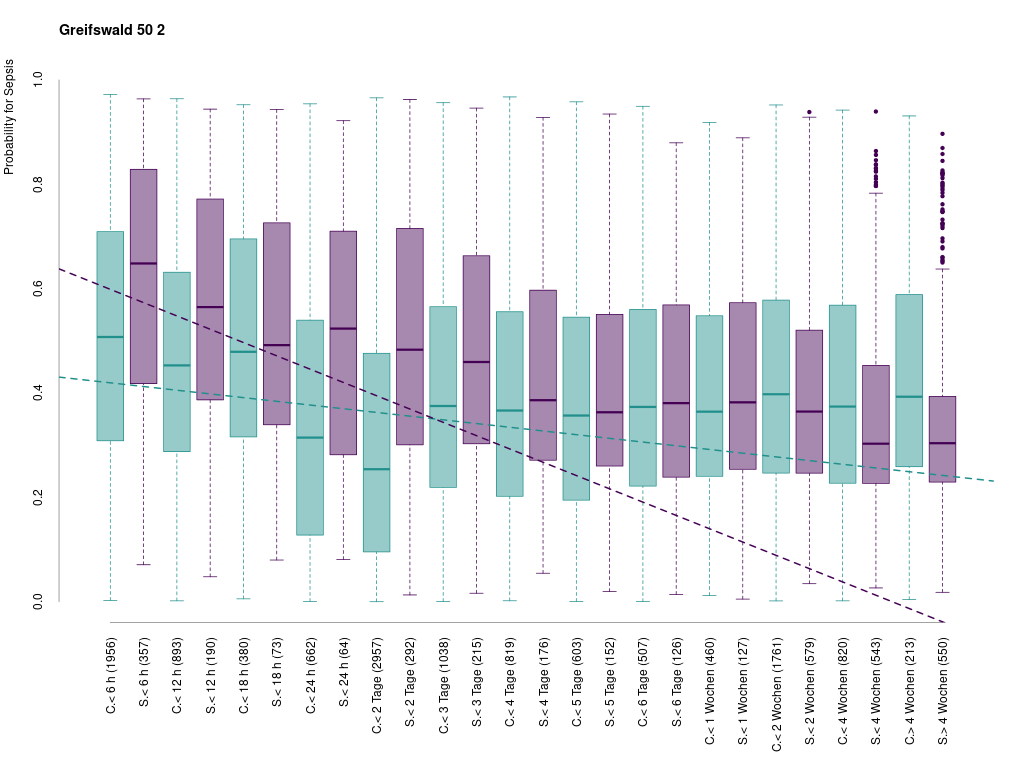 Greifswald 50 2
Probability for Sepsis
1.0
0.8
0.6
0.4
0.2
0.0
C.< 6 h (1956)
S.< 6 h (357)
C.< 12 h (893)
S.< 12 h (190)
C.< 18 h (380)
S.< 18 h (73)
C.< 24 h (662)
S.< 24 h (64)
C.< 2 Tage (2957)
S.< 2 Tage (292)
C.< 3 Tage (1038)
S.< 3 Tage (215)
C.< 4 Tage (819)
S.< 4 Tage (176)
C.< 5 Tage (603)
S.< 5 Tage (152)
C.< 6 Tage (507)
S.< 6 Tage (126)
C.< 1 Wochen (460)
S.< 1 Wochen (127)
C.< 2 Wochen (1761)
S.< 2 Wochen (579)
C.< 4 Wochen (820)
S.< 4 Wochen (543)
C.> 4 Wochen (213)
S.> 4 Wochen (550)